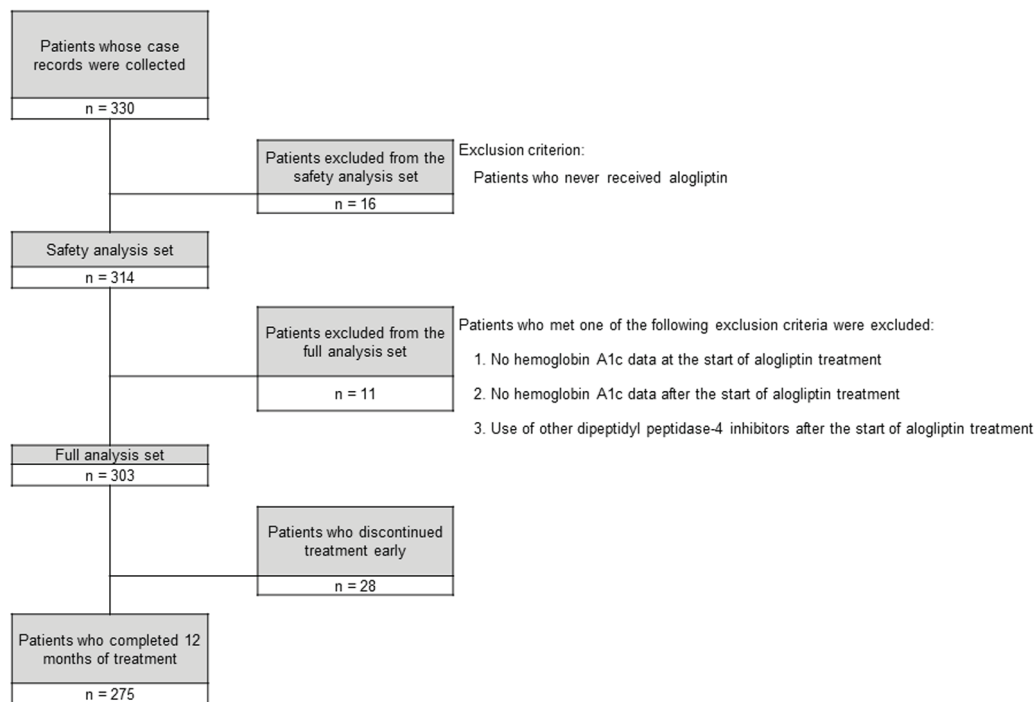 Patients whose case
records were collected
n = 330
Patients excluded from the
safety analysis set
n = 16
Exclusion criterion:
Patients who never received alogliptin
Safety analysis set
n = 314
Patients excluded from the
full analysis set
n = 11
Patients who met one of the following exclusion criteria were excluded:
1. No hemoglobin A1c data at the start of alogliptin treatment
2. No hemoglobin A1c data after the start of alogliptin treatment
3. Use of other dipeptidyl peptidase-4 inhibitors after the start of alogliptin treatment
Full analysis set
n = 303
Patients who discontinued
treatment early
n = 28
Patients who completed 12
months of treatment
n = 275